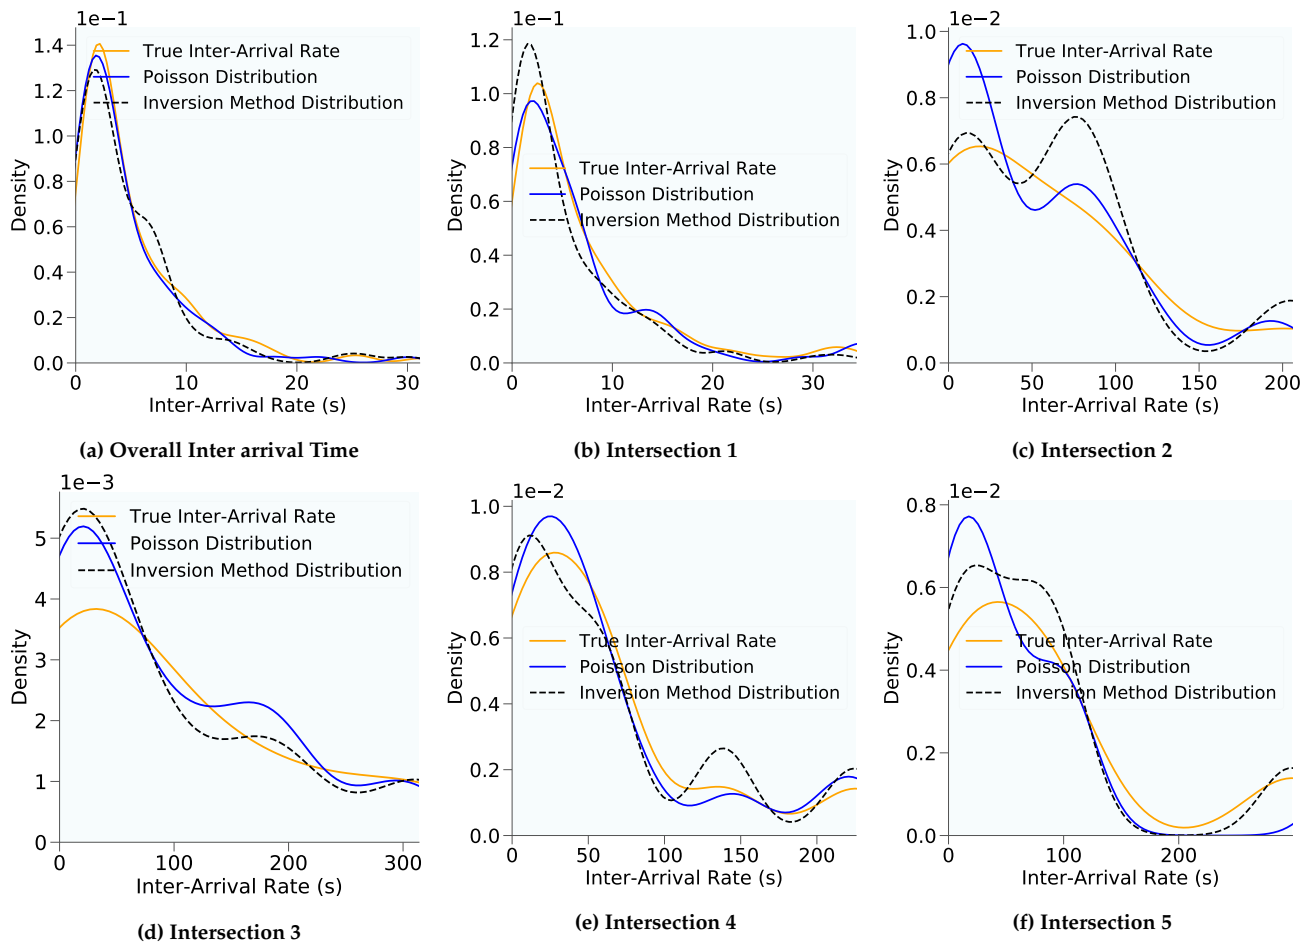 1e−1
1.4
1.2
1.0
0.8
0.6
0.4
0.2
0.0
Density
True Inter-Arrival Rate
Poisson Distribution
Inversion Method Distribution
0 10 20 30
Inter-Arrival Rate (s)
(a) Overall Inter arrival Time
1e−1
1.2
1.0
0.8
0.6
0.4
0.2
0.0
Density
True Inter-Arrival Rate
Poisson Distribution
Inversion Method Distribution
0 10 20 30
Inter-Arrival Rate (s)
(b) Intersection 1
1e−2
1.0
0.8
0.6
0.4
0.2
0.0
Density
True Inter-Arrival Rate
Poisson Distribution
Inversion Method Distribution
0 50 100 150 200
Inter-Arrival Rate (s)
(c) Intersection 2
1e−3
5
4
3
2
1
0
Density
True Inter-Arrival Rate
Poisson Distribution
Inversion Method Distribution
0 100 200 300
Inter-Arrival Rate (s)
(d) Intersection 3
1e−2
1.0
0.8
0.6
0.4
0.2
0.0
Density
True Inter-Arrival Rate
Poisson Distribution
Inversion Method Distribution
0 50 100 150 200
Inter-Arrival Rate (s)
(e) Intersection 4
1e−2
0.8
0.6
0.4
0.2
0.0
Density
True Inter-Arrival Rate
Poisson Distribution
Inversion Method Distribution
0 100 200
Inter-Arrival Rate (s)
(f) Intersection 5